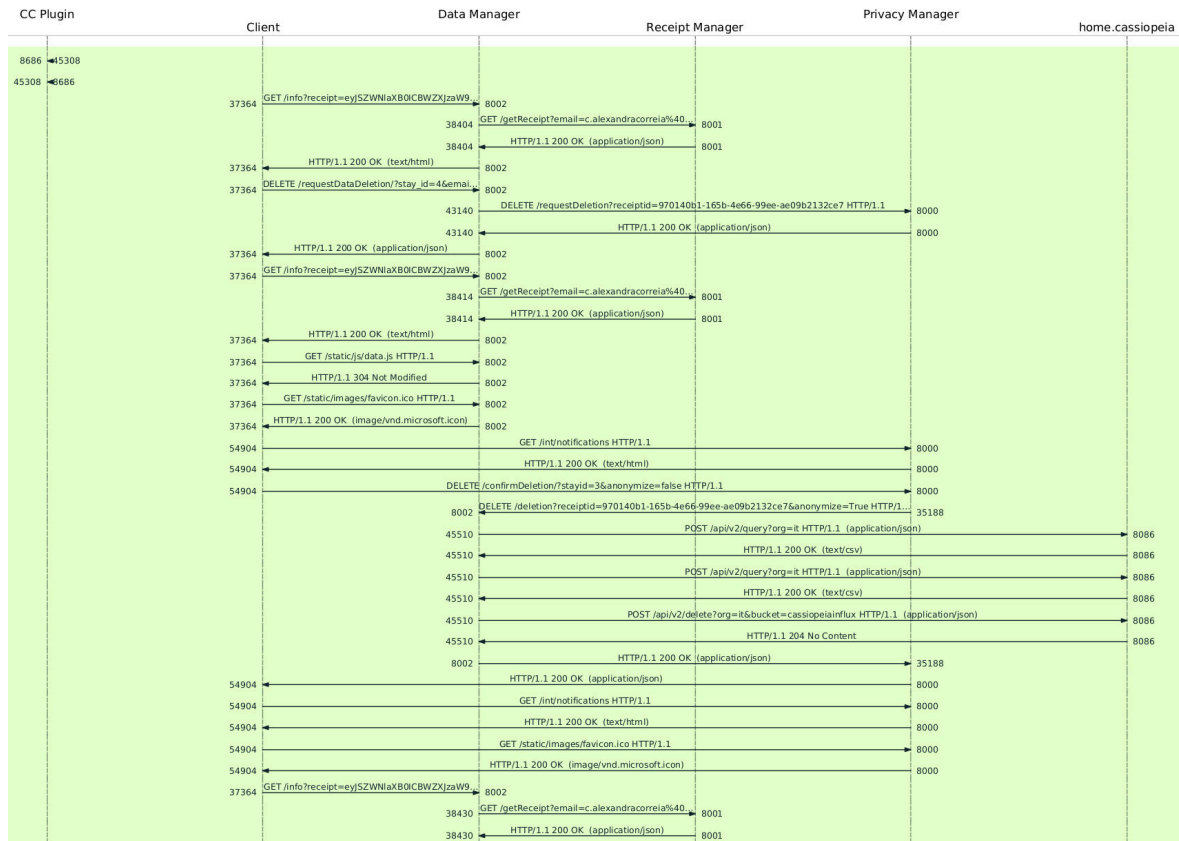 CC Plugin Data Manager Privacy Manager
Client Receipt Manager home.cassiopeia
8686 45308
45308 8686
37364 GET /info?receipt=eyJSZWNlaXB0ICBWZXJzaW9... 8002
38404 GET /getReceipt?email=c.alexandracorreia%40... 8001
38404 HTTP/1.1 200 OK (application/json) 8001
37364 HTTP/1.1 200 OK (text/html) 8002
37364 DELETE /requestDataDeletion/?stay_id=4&emai... 8002
43140 DELETE /requestDeletion?receiptid=970140b1-165b-4e66-99ee-ae09b2132ce7 HTTP/1.1 8000
43140 HTTP/1.1 200 OK (application/json) 8000
37364 HTTP/1.1 200 OK (application/json) 8002
37364 GET /info?receipt=eyJSZWNlaXB0ICBWZXJzaW9... 8002
38414 GET /getReceipt?email=c.alexandracorreia%40... 8001
38414 HTTP/1.1 200 OK (application/json) 8001
37364 HTTP/1.1 200 OK (text/html) 8002
37364 GET /static/js/data.js HTTP/1.1 8002
37364 HTTP/1.1 304 Not Modified 8002
37364 GET /static/images/favicon.ico HTTP/1.1 8002
37364 HTTP/1.1 200 OK (image/vnd.microsoft.icon) 8002
54904 GET /int/notifications HTTP/1.1 8000
54904 HTTP/1.1 200 OK (text/html) 8000
54904 DELETE /confirmDeletion/?stayid=3&anonymize=false HTTP/1.1 8000
8002 DELETE /deletion?receiptid=970140b1-165b-4e66-99ee-ae09b2132ce7&anonymize=True HTTP/1... 35188
45510 POST /api/v2/query?org=it HTTP/1.1 (application/json) 8086
45510 HTTP/1.1 200 OK (text/csv) 8086
45510 POST /api/v2/query?org=it HTTP/1.1 (application/json) 8086
45510 HTTP/1.1 200 OK (text/csv) 8086
45510 POST /api/v2/delete?org=it&bucket=cassiopeiainflux HTTP/1.1 (application/json) 8086
45510 HTTP/1.1 204 No Content 8086
8002 HTTP/1.1 200 OK (application/json) 35188
54904 HTTP/1.1 200 OK (application/json) 8000
54904 GET /int/notifications HTTP/1.1 8000
54904 HTTP/1.1 200 OK (text/html) 8000
54904 GET /static/images/favicon.ico HTTP/1.1 8000
54904 HTTP/1.1 200 OK (image/vnd.microsoft.icon) 8000
37364 GET /info?receipt=eyJSZWNlaXB0ICBWZXJzaW9... 8002
38430 GET /getReceipt?email=c.alexandracorreia%40... 8001
38430 HTTP/1.1 200 OK (application/json) 8001